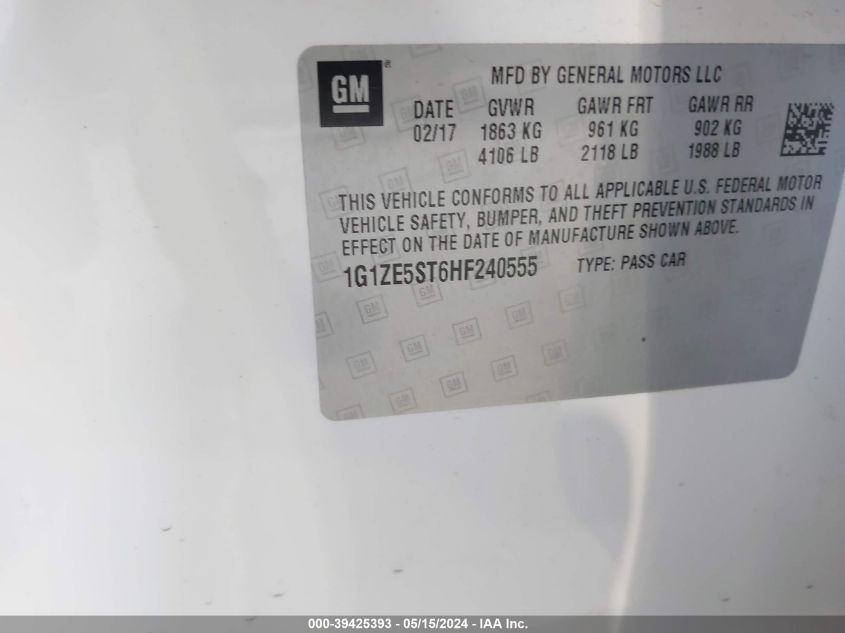 GM®
MFD BY GENERAL MOTORS LLC
DATE GVWR GAWR FRT GAWR RR
02/17 1863 KG 961 KG 902 KG
4106 LB 2118 LB 1988 LB
THIS VEHICLE CONFORMS TO ALL APPLICABLE U.S. FEDERAL MOTOR
VEHICLE SAFETY, BUMPER, AND THEFT PREVENTION STANDARDS IN
EFFECT ON THE DATE OF MANUFACTURE SHOWN ABOVE.
1G1ZE5ST6HF240555 TYPE: PASS CAR
000-39425393 - 05/15/2024 - IAA Inc.